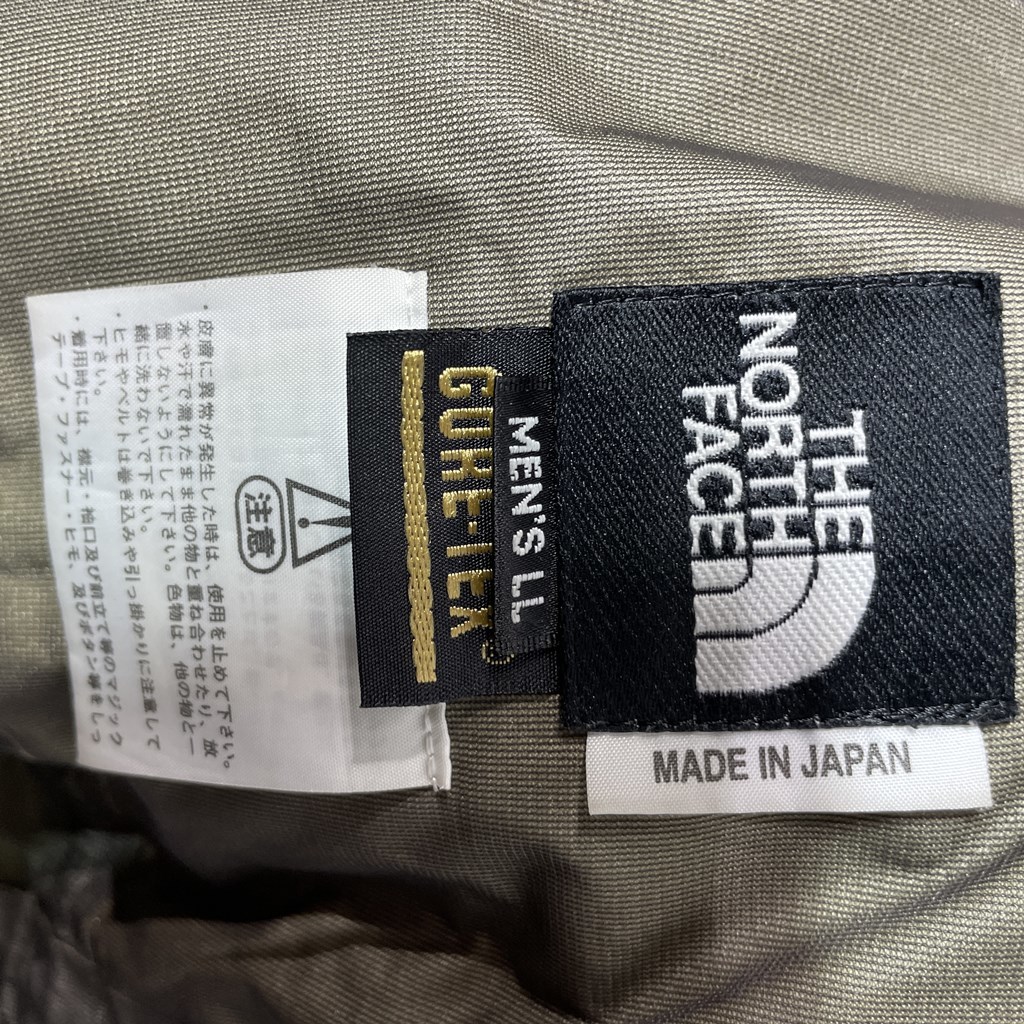 THE
NORTH
FACE
MEN'S LL
GORE-TEX®
MADE IN JAPAN
注意
・皮膚に異常が発生した時は、使用を止めて下さい。
水や汗で濡れたまま他の物と重ね合わせたり、放
置しないようにして下さい。色物は、他の物と一
緒に洗わないで下さい。
・ヒモやベルトは巻き込みや引っ掛かりに注意して
下さい。
・着用時には、襟元・袖口及び前立て等のマジック
テープ・ファスナー・ヒモ、及びボタン等をしっ